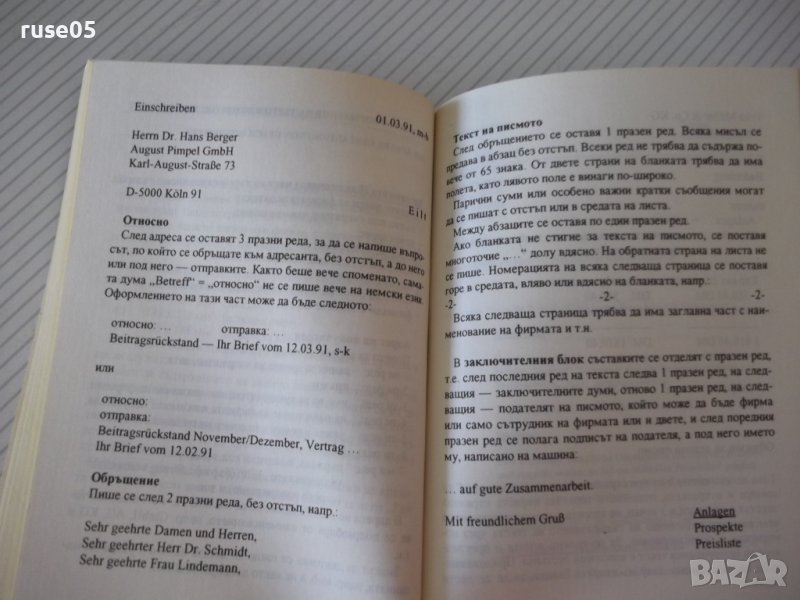 ruse05
Einschreiben
01.03.91, m-h
Herrn Dr. Hans Berger
August Pimpel GmbH
Karl-August-Straße 73
D-5000 Köln 91
Eilt
Относно
След адреса се оставят 3 празни реда, за да се напише въпро-
сът, по който се обръщате към адресанта, без отстъп, а до него
или под него — отправките. Както беше вече споменато, сама-
та дума „Betreff” = „относно” не се пише вече на немски език.
Оформлението на тази част може да бъде следното:
относно: … отправка: …
Beitragsrückstand — Ihr Brief vom 12.03.91, s-k
или
относно:
отправка:
Beitragsrückstand November/Dezember, Vertrag …
Ihr Brief vom 12.02.91
Обръщение
Пише се след 2 празни реда, без отстъп, напр.:
Sehr geehrte Damen und Herren,
Sehr geehrter Herr Dr. Schmidt,
Sehr geehrte Frau Lindemann,
Текст на писмото
След обръщението се оставя 1 празен ред. Всяка мисъл се
предава в абзац без отстъп. Всеки ред не трябва да съдържа по-
вече от 65 знака. От двете страни на бланката трябва да има
полета, като лявото поле е винаги по-широко.
Парични суми или особено важни кратки съобщения могат
да се пишат с отстъп или в средата на листа.
Между абзаците се оставя по един празен ред.
Ако бланката не стигне за текста на писмото, се поставя
многоточие „…” долу вдясно. На обратната страна на листа не
се пише. Номерацията на всяка следваща страница се поставя
горе в средата, вляво или вдясно на бланката, напр.:
-2- -2- -2-
Всяка следваща страница трябва да има заглавна част с наи-
менование на фирмата и т.н.
В заключителния блок съставките се отделят с празен ред,
т.е. след последния ред на текста следва 1 празен ред, на след-
ващия — заключителните думи, отново 1 празен ред, на след-
ващия — подателят на писмото, който може да бъде фирма
или само сътрудник на фирмата или и двете, и след поредния
празен ред се полага подписът на подателя, а под него името
му, написано на машина:
… auf gute Zusammenarbeit.
Mit freundlichem Gruß
Anlagen
Prospekte
Preisliste
BAZAR